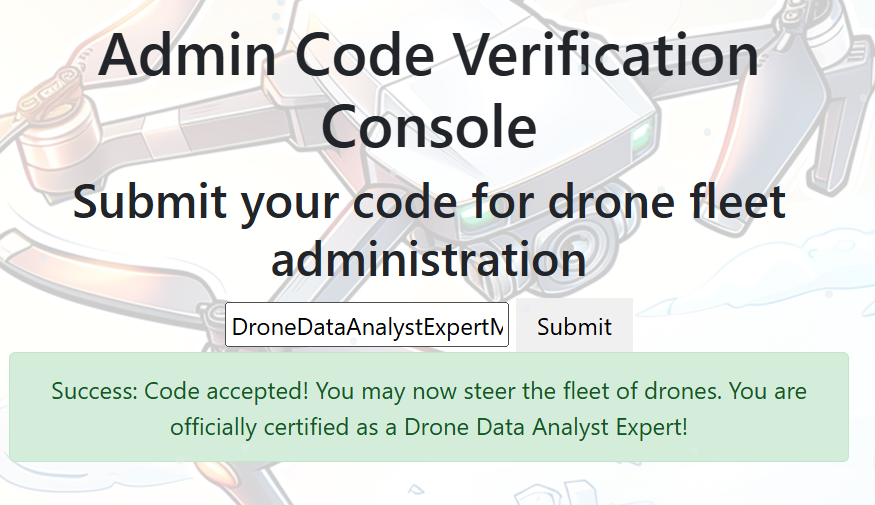 Admin Code Verification
Console
Submit your code for drone fleet
administration
DroneDataAnalystExpertM
Submit
Success: Code accepted! You may now steer the fleet of drones. You are
officially certified as a Drone Data Analyst Expert!